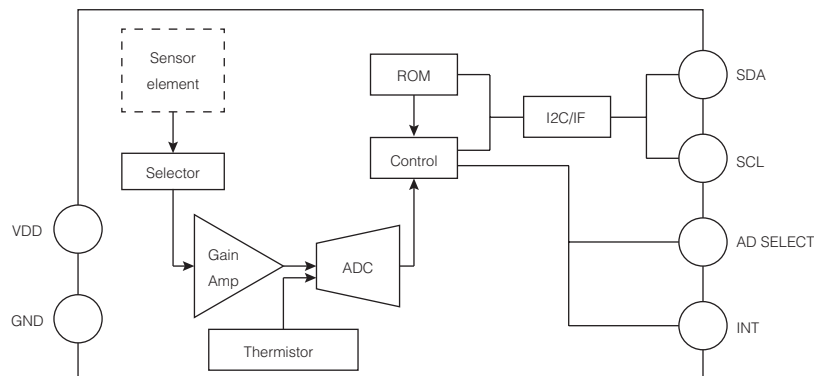 Sensor
element
ROM
SDA
I2C/IF
Control
SCL
Selector
VDD
AD SELECT
Gain
Amp
ADC
GND
INT
Thermistor